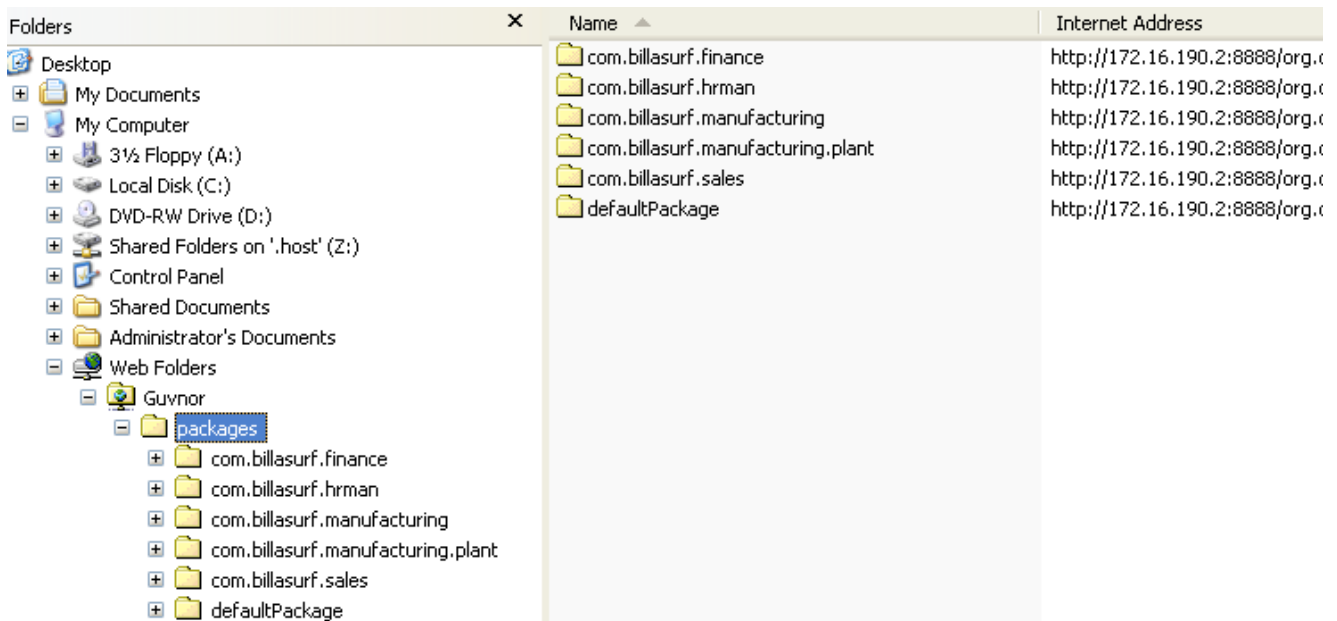 Folders
Desktop
My Documents
My Computer
3½ Floppy (A:)
Local Disk (C:)
DVD-RW Drive (D:)
Shared Folders on '.host' (Z:)
Control Panel
Shared Documents
Administrator's Documents
Web Folders
Guvnor
packages
com.billasurf.finance
com.billasurf.hrman
com.billasurf.manufacturing
com.billasurf.manufacturing.plant
com.billasurf.sales
defaultPackage
Name Internet Address
com.billasurf.finance http://172.16.190.2:8888/org.
com.billasurf.hrman http://172.16.190.2:8888/org.
com.billasurf.manufacturing http://172.16.190.2:8888/org.
com.billasurf.manufacturing.plant http://172.16.190.2:8888/org.
com.billasurf.sales http://172.16.190.2:8888/org.
defaultPackage http://172.16.190.2:8888/org.